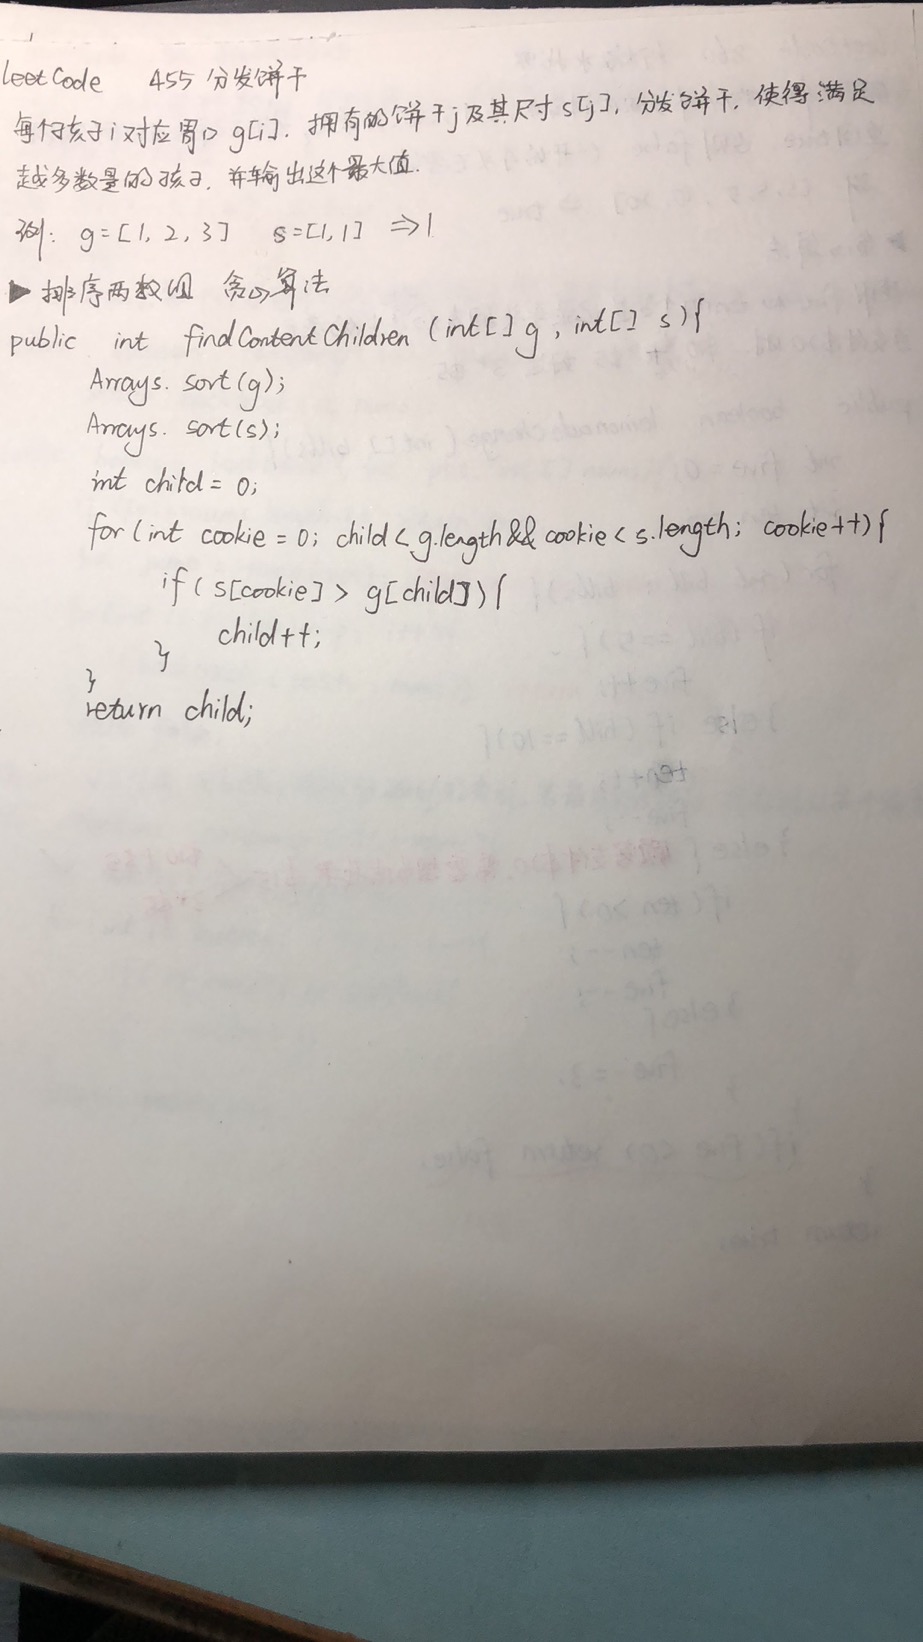 leetCode 455 分发饼干
每个孩子i对应胃口 g[i]. 拥有的饼干j及其尺寸s[j], 分发饼干, 使得满足
越多数量的孩子, 并输出这个最大值.
例: g=[1, 2, 3] s=[1,1] ⇒1
▶ 排序两数组 贪心算法
public int findContentChildren (int[] g, int[] s){
Arrays.sort(g);
Arrays.sort(s);
int child = 0;
for(int cookie = 0; child<g.length&&cookie<s.length; cookie++){
if(s[cookie] > g[child]){
child++;
}
}
return child;